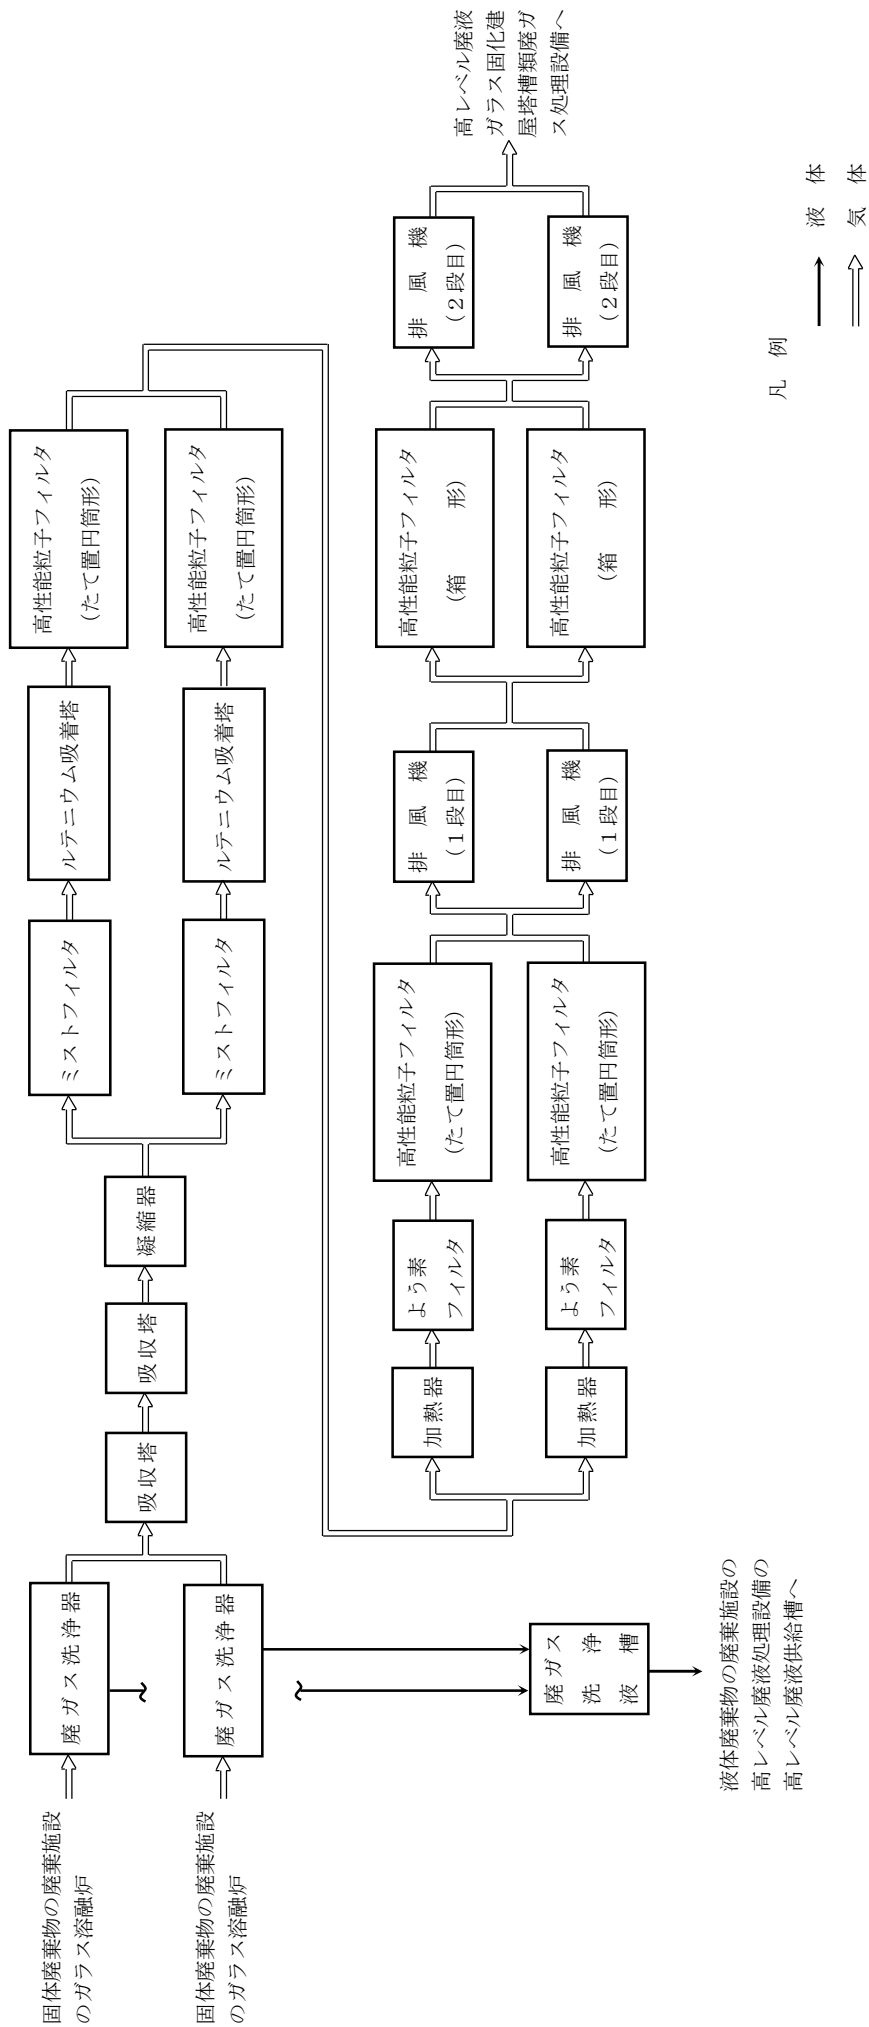 固体廃棄物の廃棄施設
のガラス溶融炉
固体廃棄物の廃棄施設
のガラス溶融炉
廃ガス洗浄器
廃ガス洗浄器
吸収塔
吸収塔
凝縮器
ミストフィルタ
ルテニウム吸着塔
高性能粒子フィルタ
(たて置円筒形)
ミストフィルタ
ルテニウム吸着塔
高性能粒子フィルタ
(たて置円筒形)
廃ガス
洗浄
液槽
液体廃棄物の廃棄施設の
高レベル廃液処理設備の
高レベル廃液供給槽へ
加熱器
よう素
フィルタ
高性能粒子フィルタ
(たて置円筒形)
排風機
(1段目)
高性能粒子フィルタ
(箱形)
排風機
(2段目)
加熱器
よう素
フィルタ
高性能粒子フィルタ
(たて置円筒形)
排風機
(1段目)
高性能粒子フィルタ
(箱形)
排風機
(2段目)
高レベル廃液
ガラス固化建
屋塔槽類廃ガ
ス処理設備へ
凡例
液体
気体